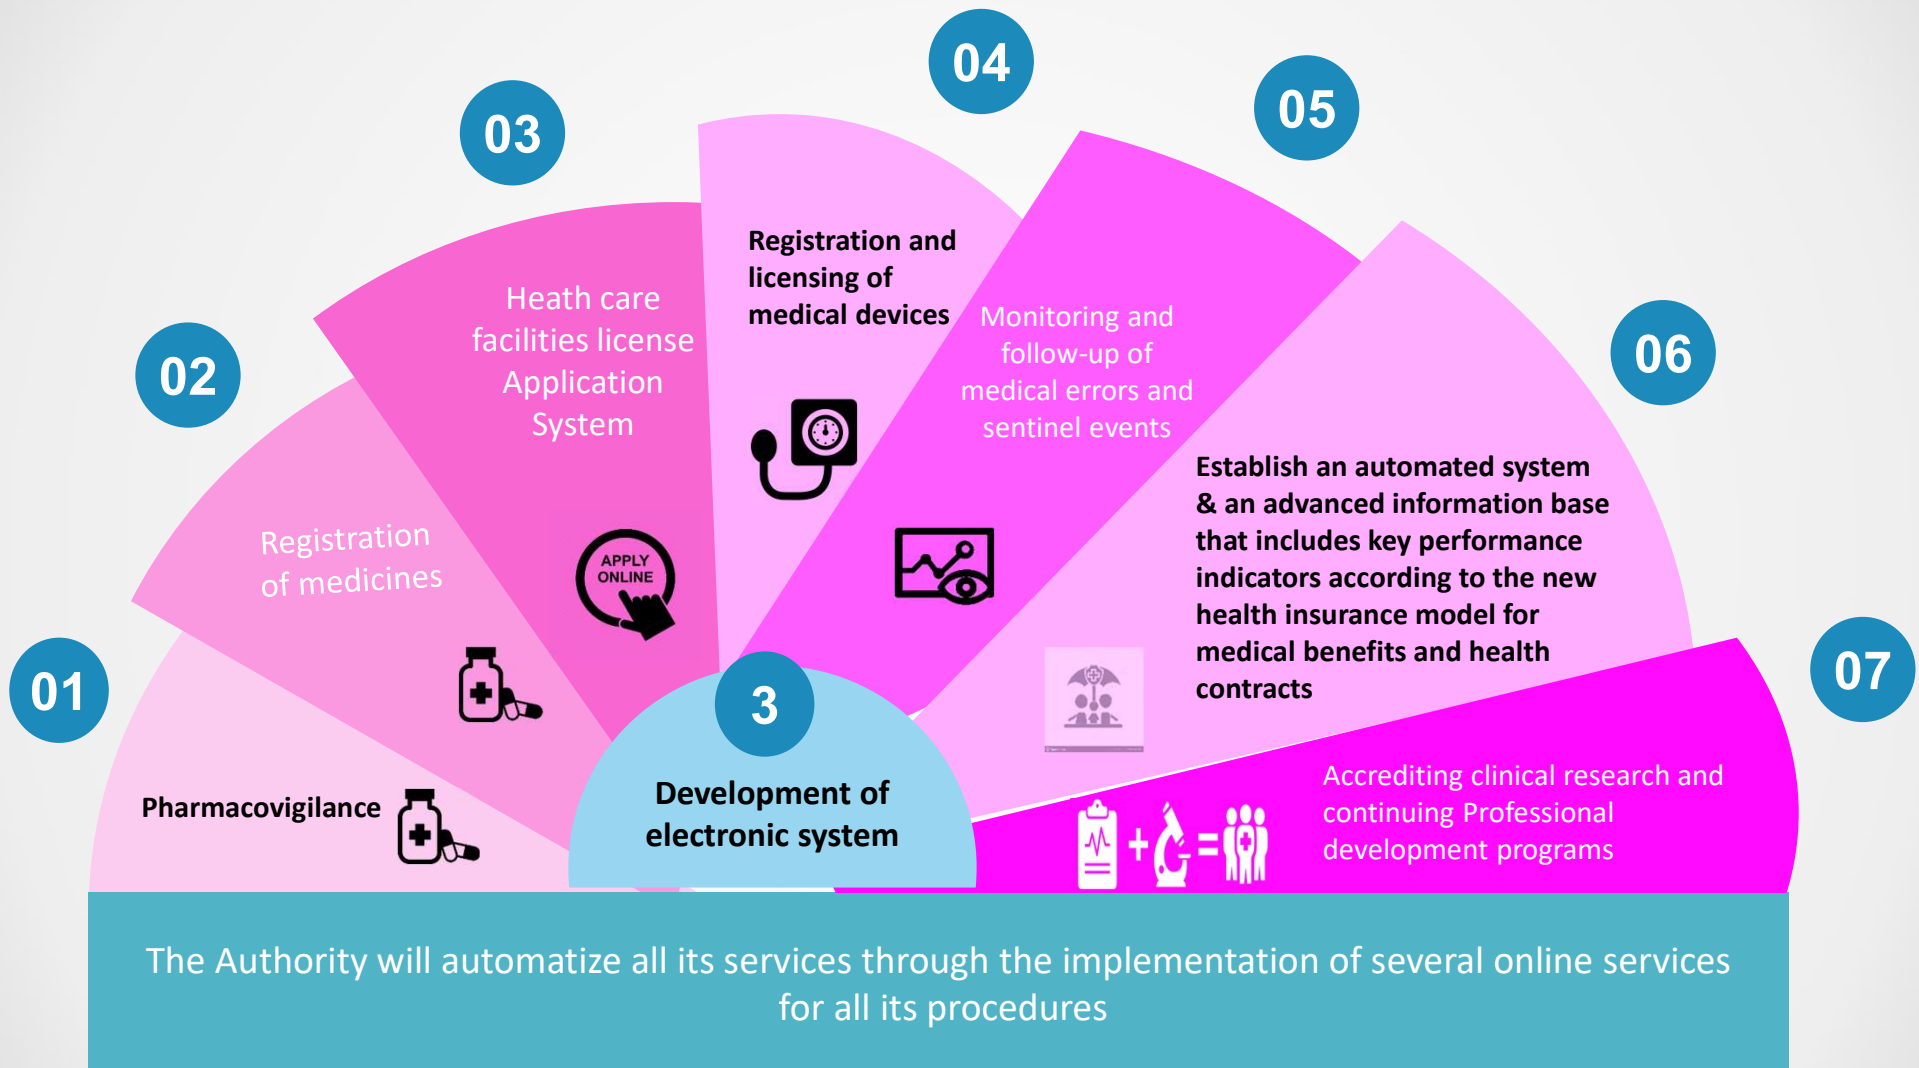 01
Pharmacovigilance
02
Registration
of medicines
03
Heath care
facilities license
Application
System
APPLY
ONLINE
04
Registration and
licensing of
medical devices
05
Monitoring and
follow-up of
medical errors and
sentinel events
06
Establish an automated system
& an advanced information base
that includes key performance
indicators according to the new
health insurance model for
medical benefits and health
contracts
07
Accrediting clinical research and
continuing Professional
development programs
3
Development of
electronic system
The Authority will automatize all its services through the implementation of several online services
for all its procedures